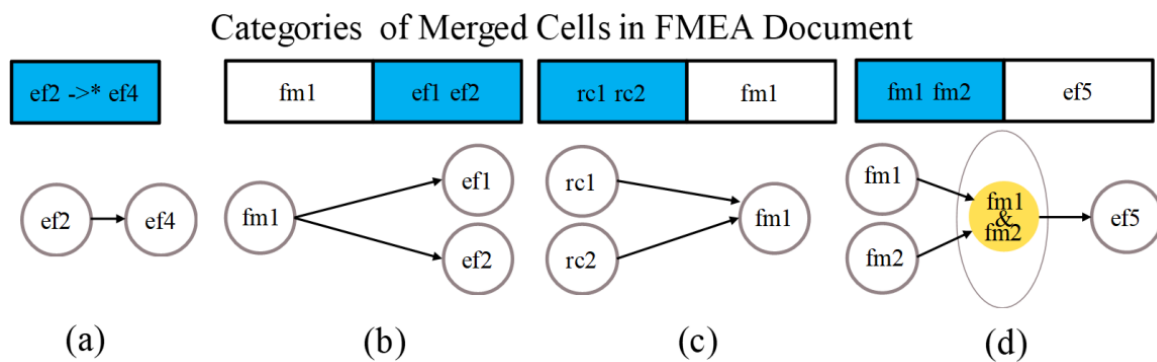 Categories of Merged Cells in FMEA Document
ef2 ->* ef4
fm1
ef1 ef2
rc1 rc2
fm1
fm1 fm2
ef5
ef2
ef4
fm1
ef1
ef2
rc1
rc2
fm1
fm1
fm2
fm1
&
fm2
ef5
(a)
(b)
(c)
(d)